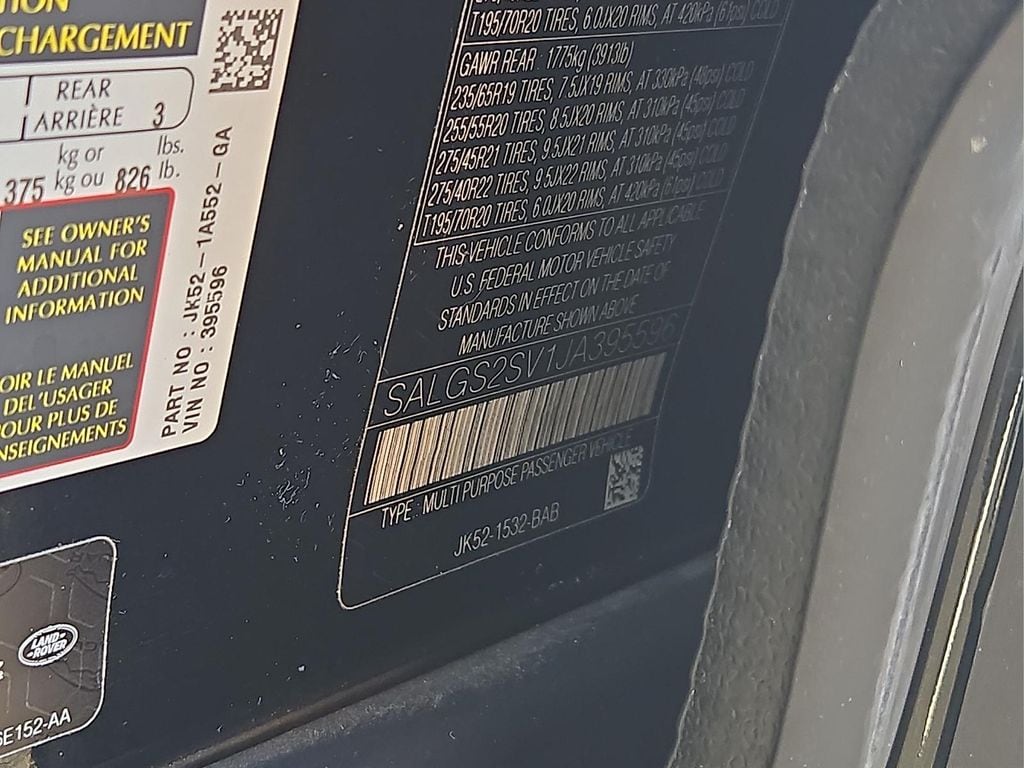 CHARGEMENT
REAR
ARRIÈRE 3
kg or lbs.
375 kg ou 826 lb.
SEE OWNER'S
MANUAL FOR
ADDITIONAL
INFORMATION
OIR LE MANUEL
DE L'USAGER
POUR PLUS DE
NSEIGNEMENTS
PART NO : JK52-1A552-GA
VIN NO : 395596
T195/70R20 TIRES, 6.0JX20 RIMS, AT 420kPa (61psi) COLD
GAWR REAR : 1775kg (3913lb)
235/65R19 TIRES, 7.5JX19 RIMS, AT 330kPa (48psi) COLD
255/55R20 TIRES, 8.5JX20 RIMS, AT 310kPa (45psi) COLD
275/45R21 TIRES, 9.5JX21 RIMS, AT 310kPa (45psi) COLD
275/40R22 TIRES, 9.5JX22 RIMS, AT 310kPa (45psi) COLD
T195/70R20 TIRES, 6.0JX20 RIMS, AT 420kPa (61psi) COLD
THIS VEHICLE CONFORMS TO ALL APPLICABLE
U.S. FEDERAL MOTOR VEHICLE SAFETY
STANDARDS IN EFFECT ON THE DATE OF
MANUFACTURE SHOWN ABOVE
SALGS2SV1JA395596
TYPE : MULTI PURPOSE PASSENGER VEHICLE
JK52-1532-BAB
LAND-
-ROVER
6E152-AA